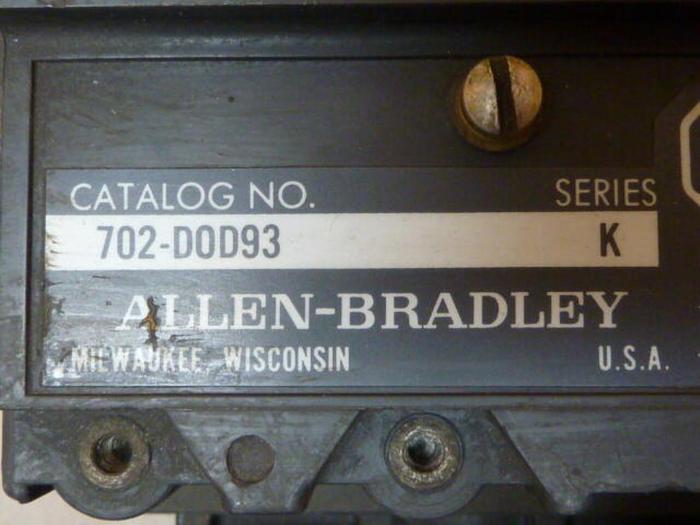 CATALOG NO. SERIES
702-DOD93 K
ALLEN-BRADLEY
MILWAUKEE, WISCONSIN U.S.A.